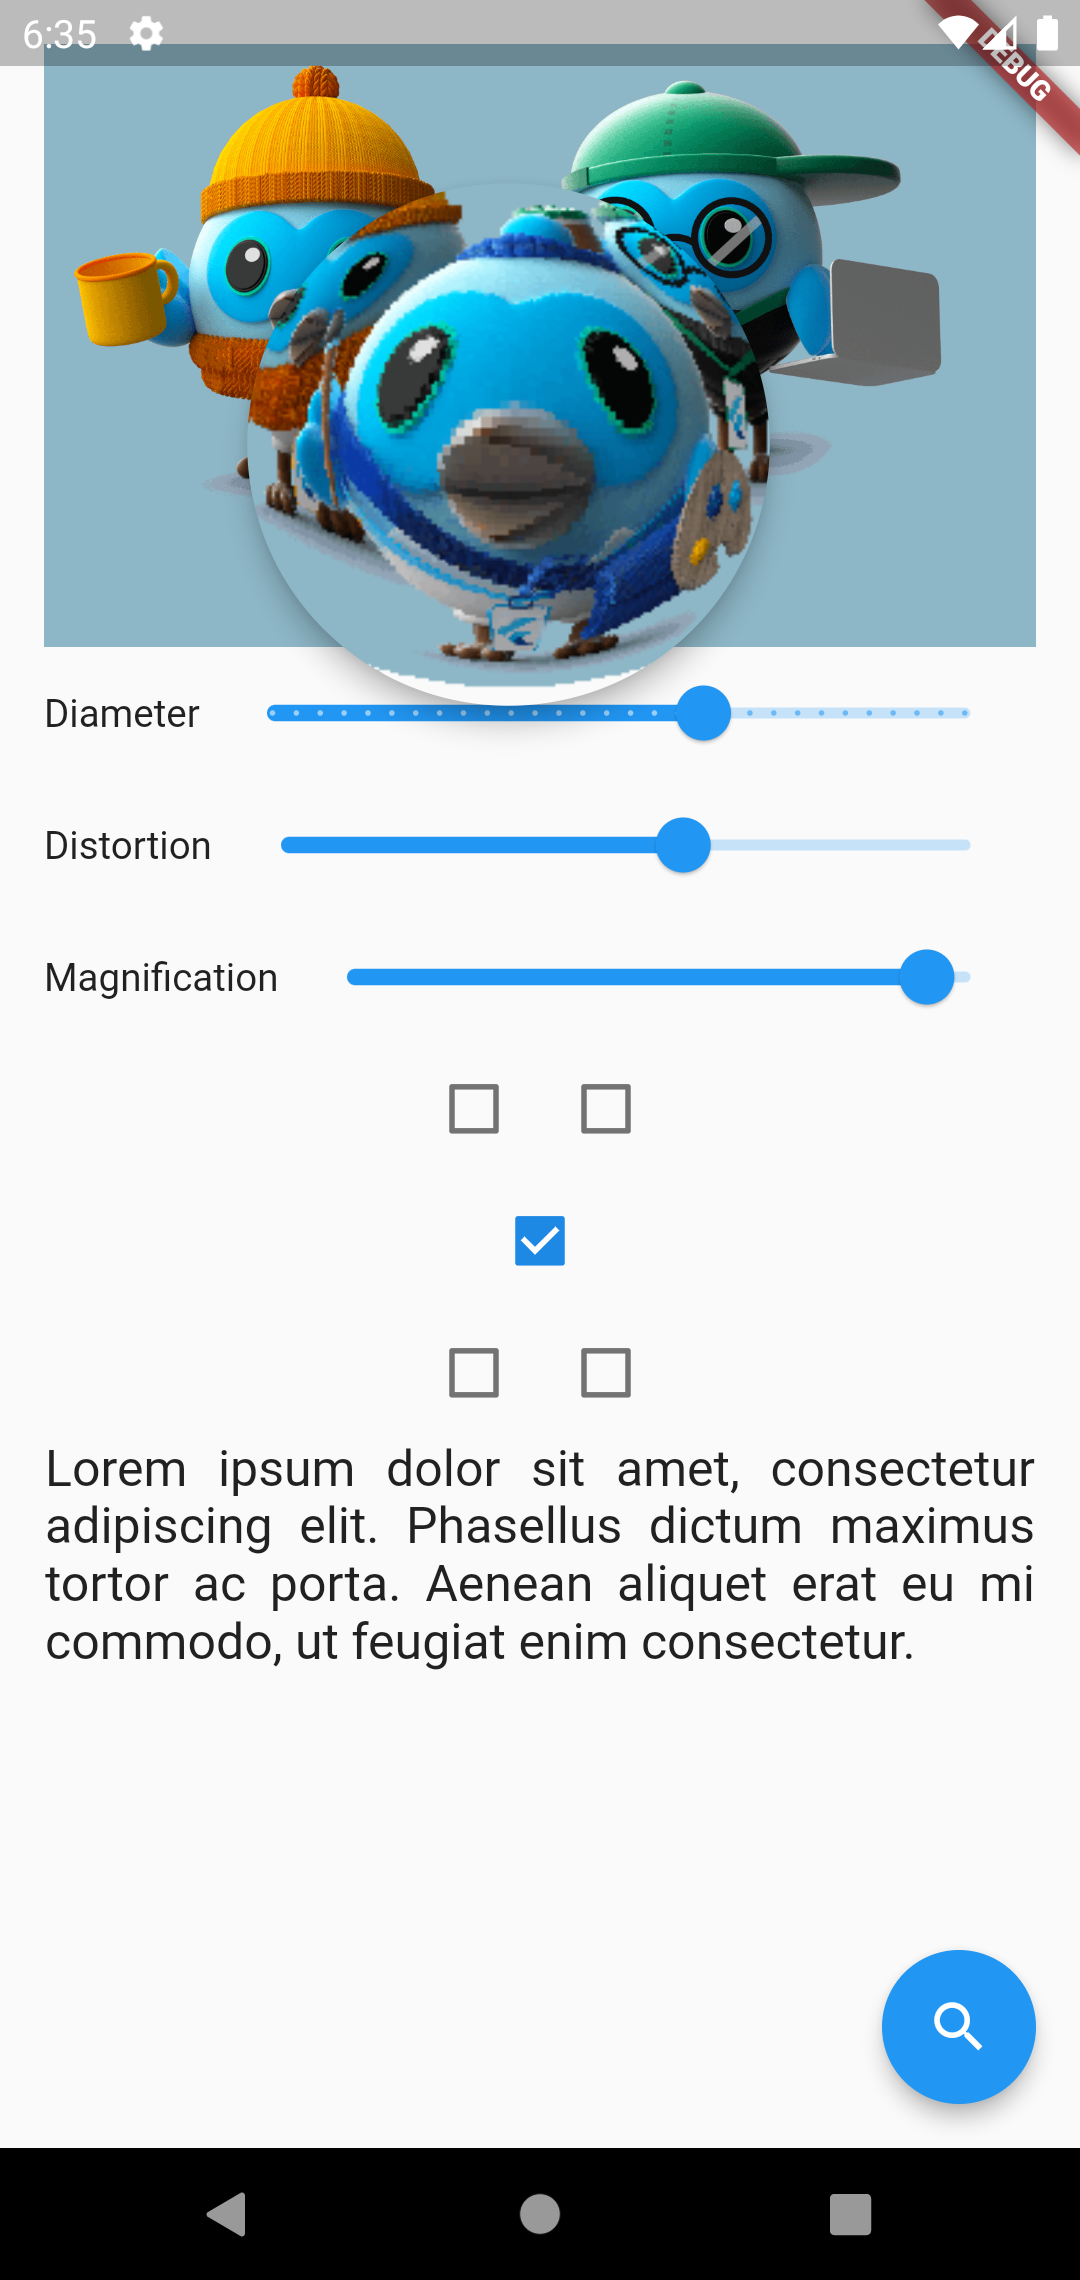 6:35
DEBUG
Diameter
Distortion
Magnification
Lorem ipsum dolor sit amet, consectetur
adipiscing elit. Phasellus dictum maximus
tortor ac porta. Aenean aliquet erat eu mi
commodo, ut feugiat enim consectetur.